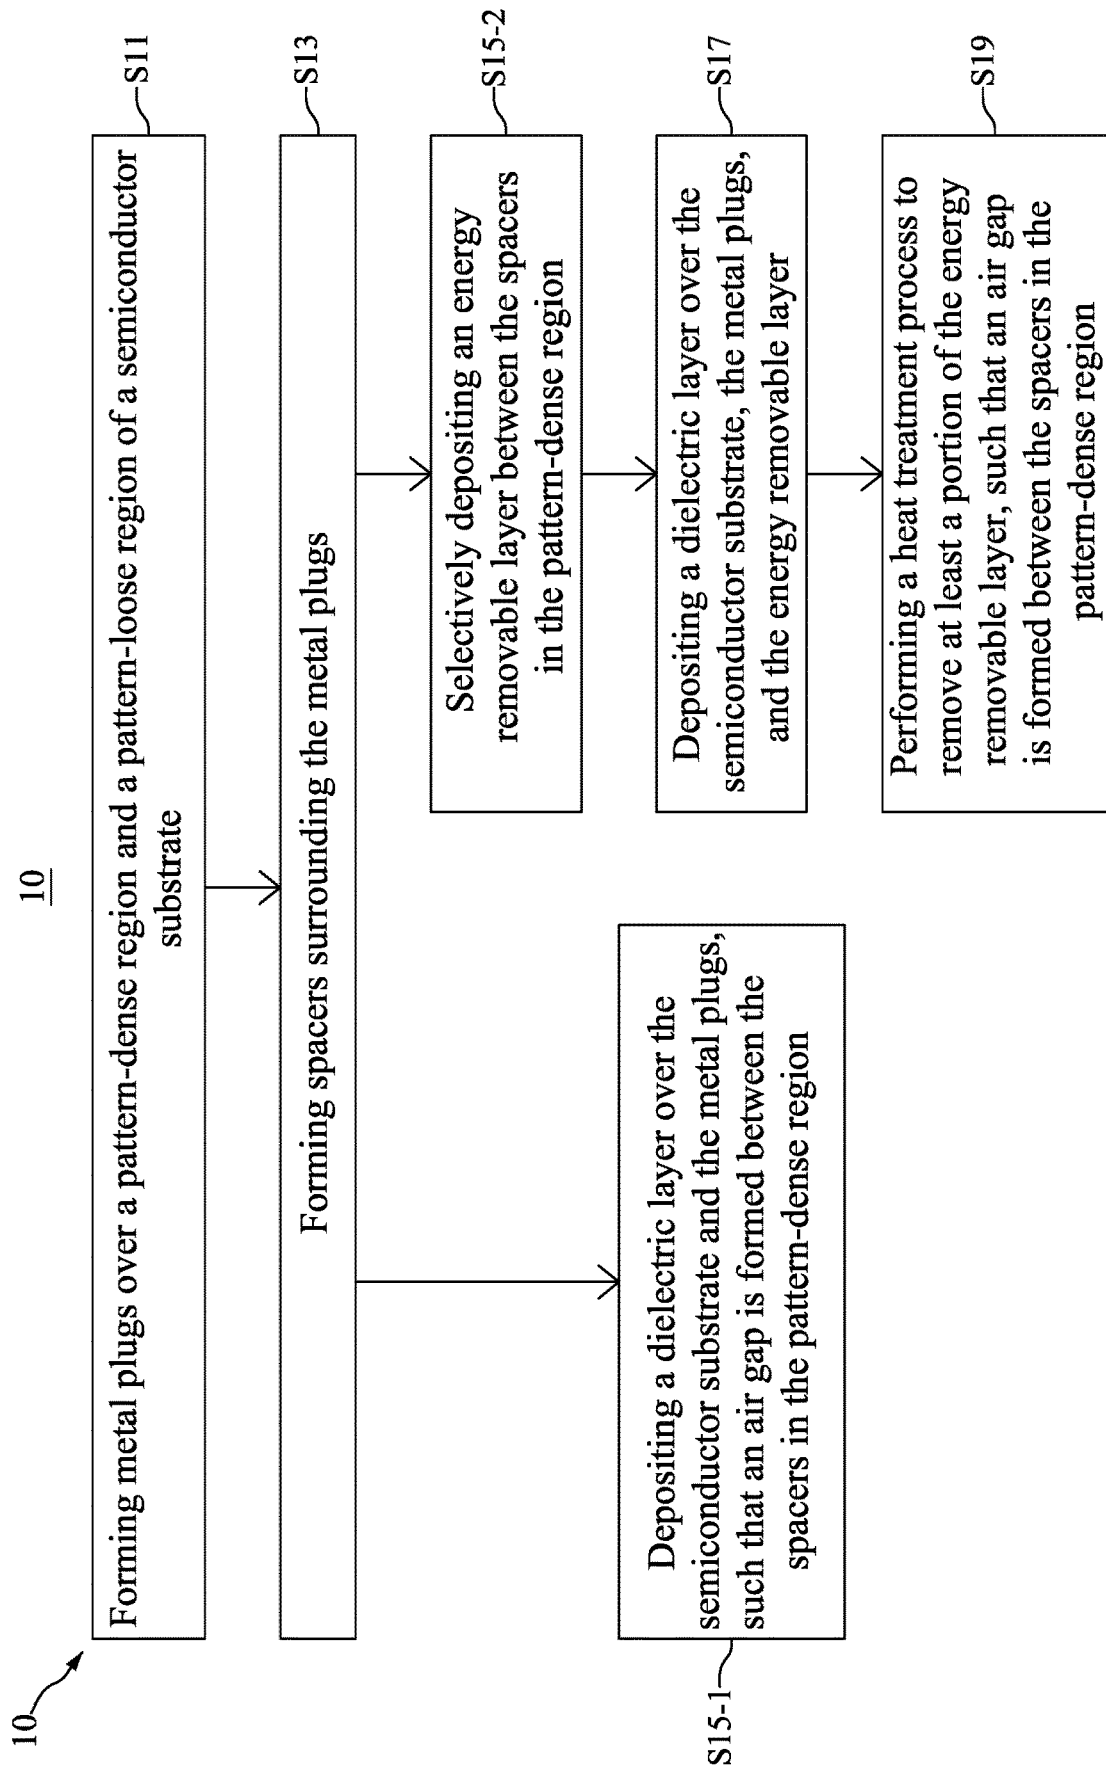 10
10
Forming metal plugs over a pattern-dense region and a pattern-loose region of a semiconductor
substrate
S11
Forming spacers surrounding the metal plugs
S13
Depositing a dielectric layer over the
semiconductor substrate and the metal plugs,
such that an air gap is formed between the
spacers in the pattern-dense region
S15-1
Selectively depositing an energy
removable layer between the spacers
in the pattern-dense region
S15-2
Depositing a dielectric layer over the
semiconductor substrate, the metal plugs,
and the energy removable layer
S17
Performing a heat treatment process to
remove at least a portion of the energy
removable layer, such that an air gap
is formed between the spacers in the
pattern-dense region
S19